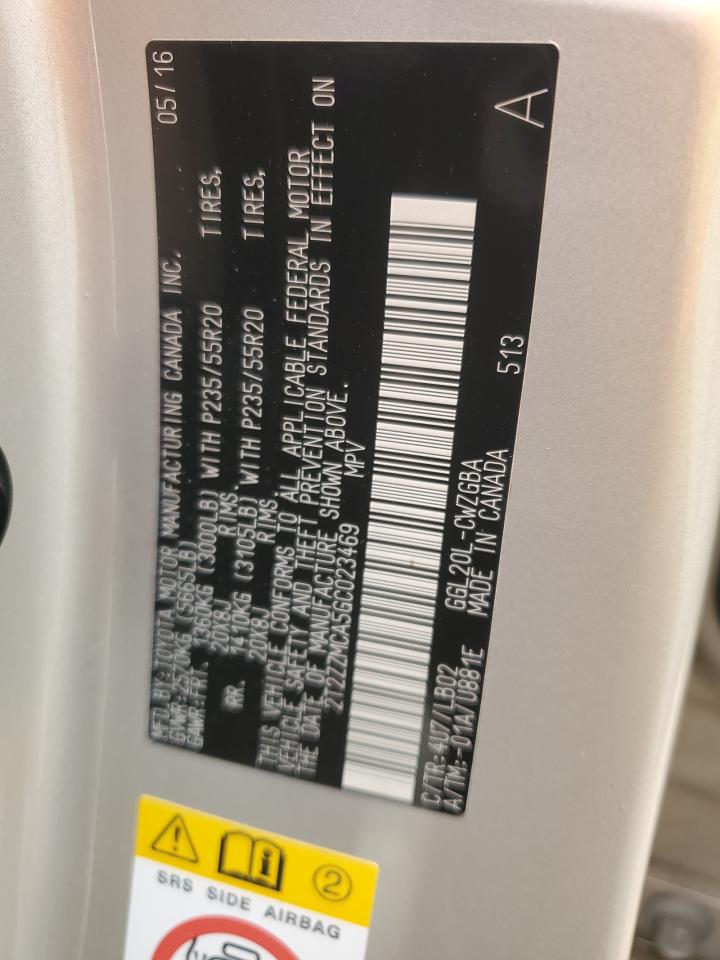 MFD. BY: TOYOTA MOTOR MANUFACTURING CANADA INC. 05/16
GVWR: 2570KG (5665LB)
GAWR: FRT. 1360KG (3000LB) WITH P235/55R20 TIRES,
20X8J RIMS.
RR. 1410KG (3105LB) WITH P235/55R20 TIRES,
20X8J RIMS.
THIS VEHICLE CONFORMS TO ALL APPLICABLE FEDERAL MOTOR
VEHICLE SAFETY AND THEFT PREVENTION STANDARDS IN EFFECT ON
THE DATE OF MANUFACTURE SHOWN ABOVE.
2T2ZZMCA5GC023469 MPV
A
C/TR: 4U7/LB02 GGL20L-CWZGBA
A/TM: -01A/U881E MADE IN CANADA 513
2
SRS SIDE AIRBAG